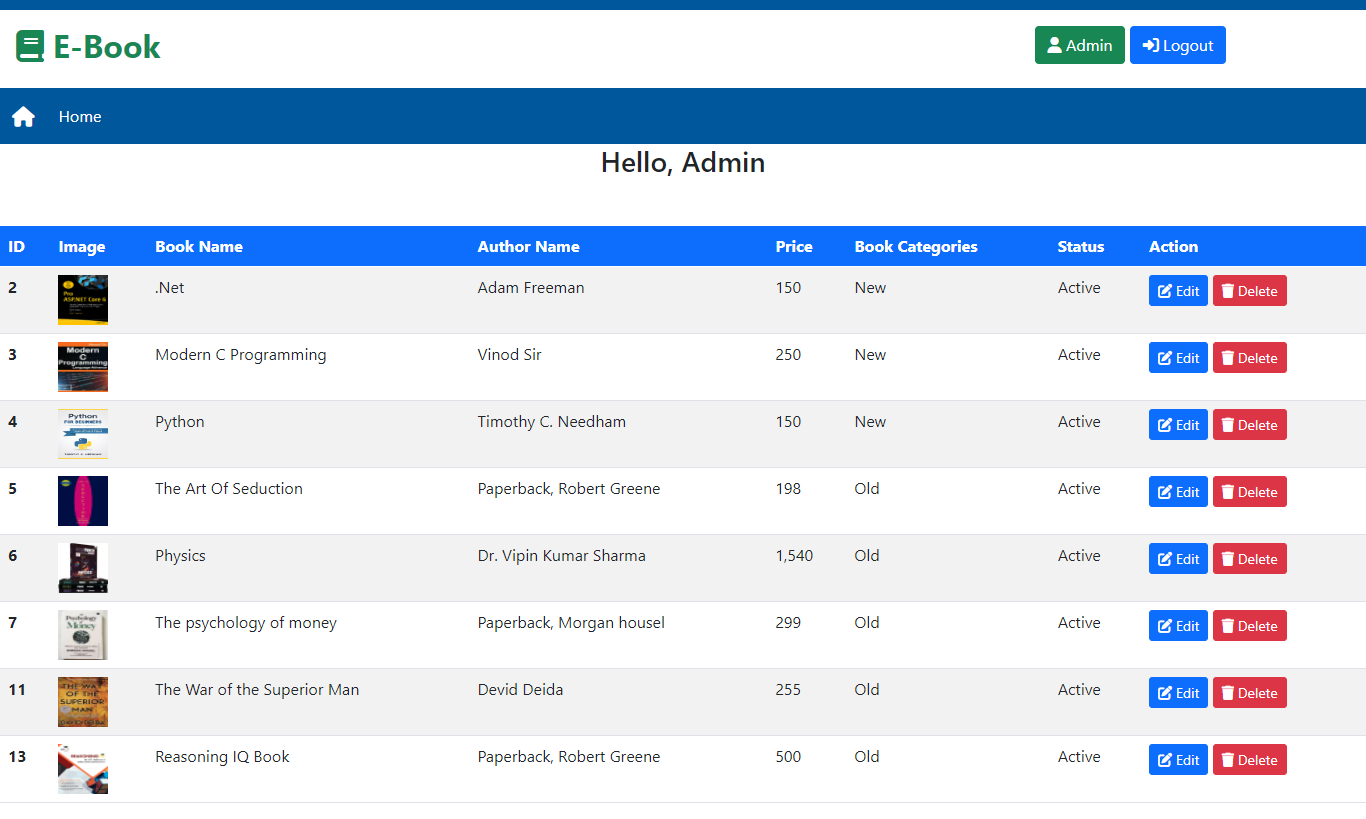 E-Book
Admin Logout
Home
Hello, Admin
ID Image Book Name Author Name Price Book Categories Status Action
2 Pro ASP.NET Core 6 .Net Adam Freeman 150 New Active Edit Delete
3 Modern C Programming Modern C Programming Vinod Sir 250 New Active Edit Delete
4 Python FOR BEGINNERS Python Timothy C. Needham 150 New Active Edit Delete
5 The Art Of Seduction Paperback, Robert Greene 198 Old Active Edit Delete
6 Physics Dr. Vipin Kumar Sharma 1,540 Old Active Edit Delete
7 Psychology of Money The psychology of money Paperback, Morgan housel 299 Old Active Edit Delete
11 THE WAY OF THE SUPERIOR MAN The War of the Superior Man Devid Deida 255 Old Active Edit Delete
13 REASONING Reasoning IQ Book Paperback, Robert Greene 500 Old Active Edit Delete